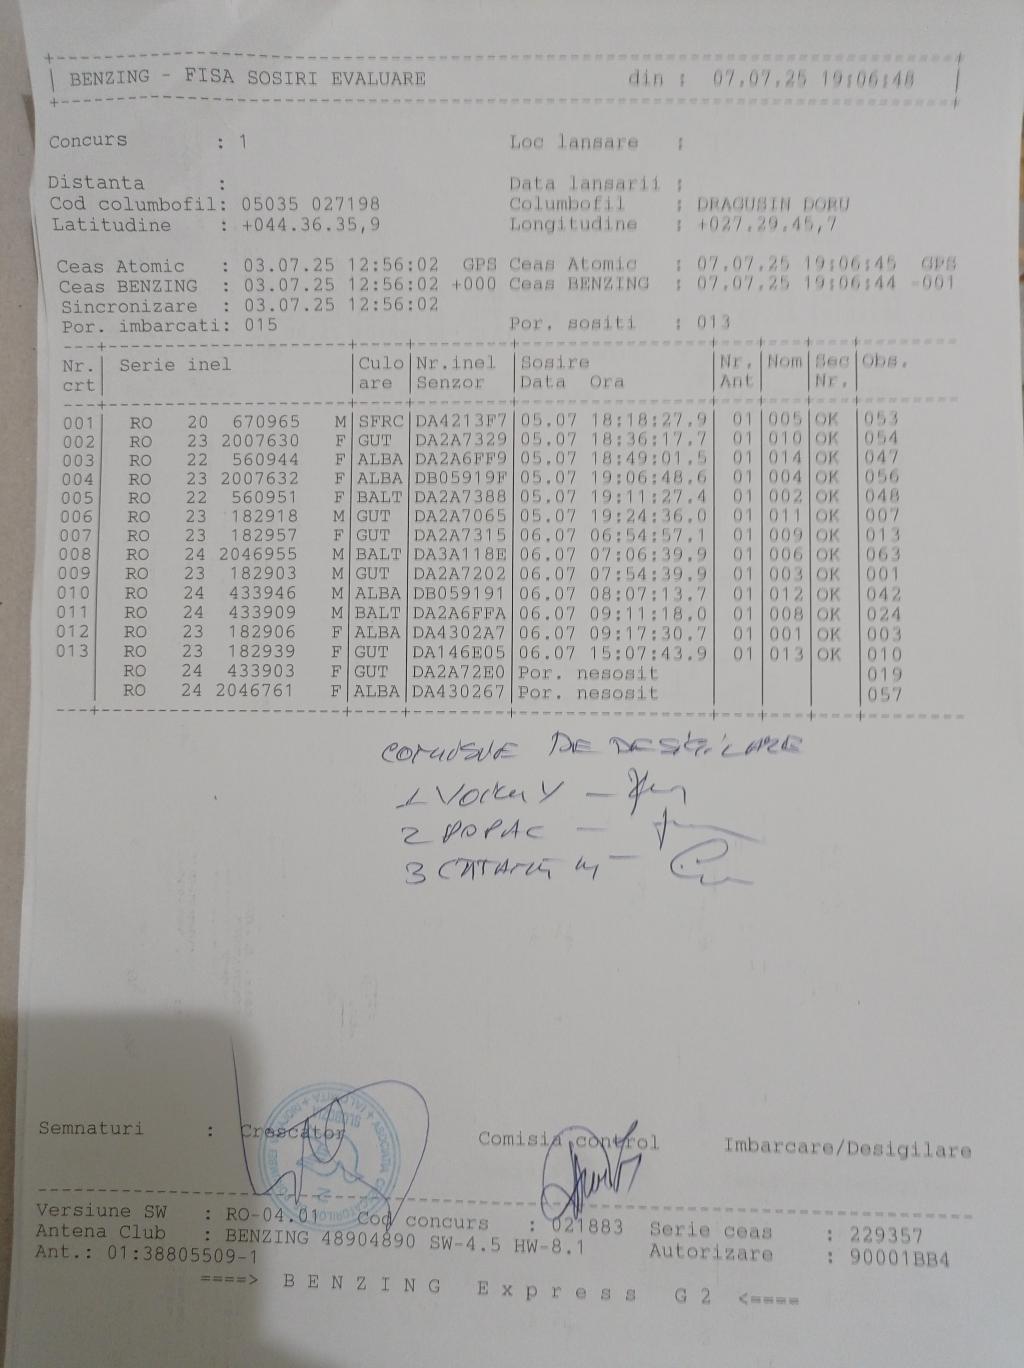 BENZING - FISA SOSIRI EVALUARE din : 07.07.25 19:06:48
Concurs : 1 Loc lansare :
Distanta : Data lansarii :
Cod columbofil: 05035 027198 Columbofil : DRAGUSIN DORU
Latitudine : +044.36.35,9 Longitudine : +027.29.45,7
Ceas Atomic : 03.07.25 12:56:02 GPS Ceas Atomic : 07.07.25 19:06:45 GPS
Ceas BENZING : 03.07.25 12:56:02 +000 Ceas BENZING : 07.07.25 19:06:44 -001
Sincronizare : 03.07.25 12:56:02
Por. imbarcati: 015 Por. sositi : 013
Nr. Serie inel Culo Nr.inel Sosire Nr. Nom Sec Obs.
crt are Senzor Data Ora Ant Nr.
001 RO 20 670965 M SFRC DA4213F7 05.07 18:18:27,9 01 005 OK 053
002 RO 23 2007630 F GUT DA2A7329 05.07 18:36:17,7 01 010 OK 054
003 RO 22 560944 F ALBA DA2A6FF9 05.07 18:49:01,5 01 014 OK 047
004 RO 23 2007632 F ALBA DB05919F 05.07 19:06:48,6 01 004 OK 056
005 RO 22 560951 F BALT DA2A7388 05.07 19:11:27,4 01 002 OK 048
006 RO 23 182918 M GUT DA2A7065 05.07 19:24:36,0 01 011 OK 007
007 RO 23 182957 F GUT DA2A7315 06.07 06:54:57,1 01 009 OK 013
008 RO 24 2046955 M BALT DA3A118E 06.07 07:06:39,9 01 006 OK 063
009 RO 23 182903 M GUT DA2A7202 06.07 07:54:39,9 01 003 OK 001
010 RO 24 433946 M ALBA DB059191 06.07 08:07:13,7 01 012 OK 042
011 RO 24 433909 M BALT DA2A6FFA 06.07 09:11:18,0 01 008 OK 024
012 RO 23 182906 F ALBA DA4302A7 06.07 09:17:30,7 01 001 OK 003
013 RO 23 182939 F GUT DA146E05 06.07 15:07:43,9 01 013 OK 010
RO 24 433903 F GUT DA2A72E0 Por. nesosit 019
RO 24 2046761 F ALBA DA430267 Por. nesosit 057
DE DESIGILARE
1
2 POPAC –
3
Semnaturi : Crescator Comisia control Imbarcare/Desigilare
Versiune SW : RO-04.01 Cod concurs : 021883 Serie ceas : 229357
Antena Club : BENZING 48904890 SW-4.5 HW-8.1 Autorizare : 90001BB4
Ant.: 01:38805509-1
====> BENZING Express G2 <====